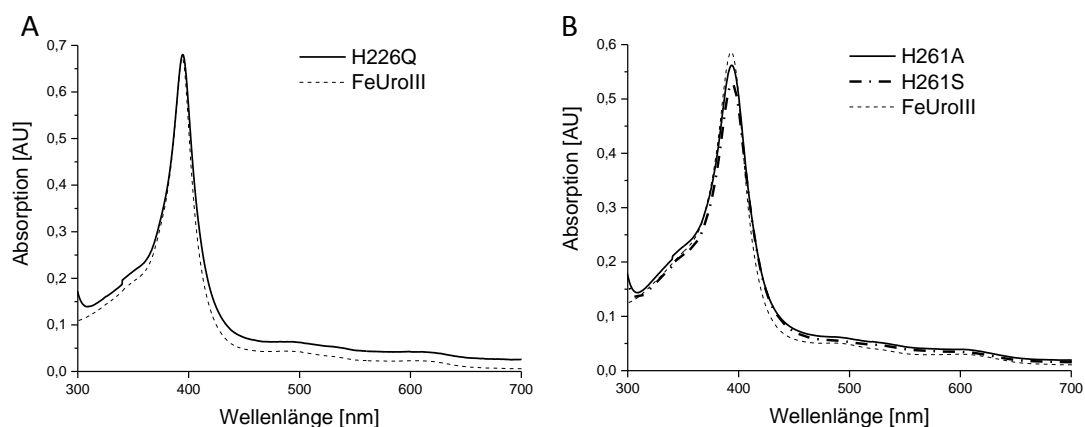 A
H226Q
FeUroIII
Absorption [AU]
0,7
0,6
0,5
0,4
0,3
0,2
0,1
0,0
300 400 500 600 700
Wellenlänge [nm]
B
H261A
H261S
FeUroIII
Absorption [AU]
0,6
0,5
0,4
0,3
0,2
0,1
0,0
300 400 500 600 700
Wellenlänge [nm]